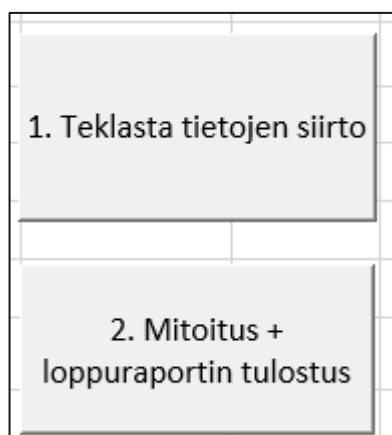 1. Teklasta tietojen siirto
2. Mitoitus +
loppuraportin tulostus